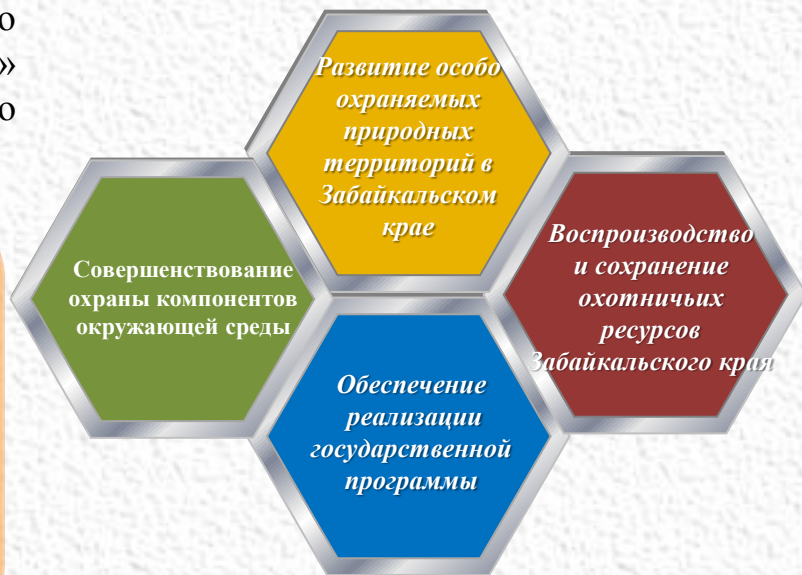 о
»
о
Развитие особо
охраняемых
природных
территорий в
Забайкальском
крае
Совершенствование
охраны компонентов
окружающей среды
Воспроизводство
и сохранение
охотничьих
ресурсов
Забайкальского края
Обеспечение
реализации
государственной
программы